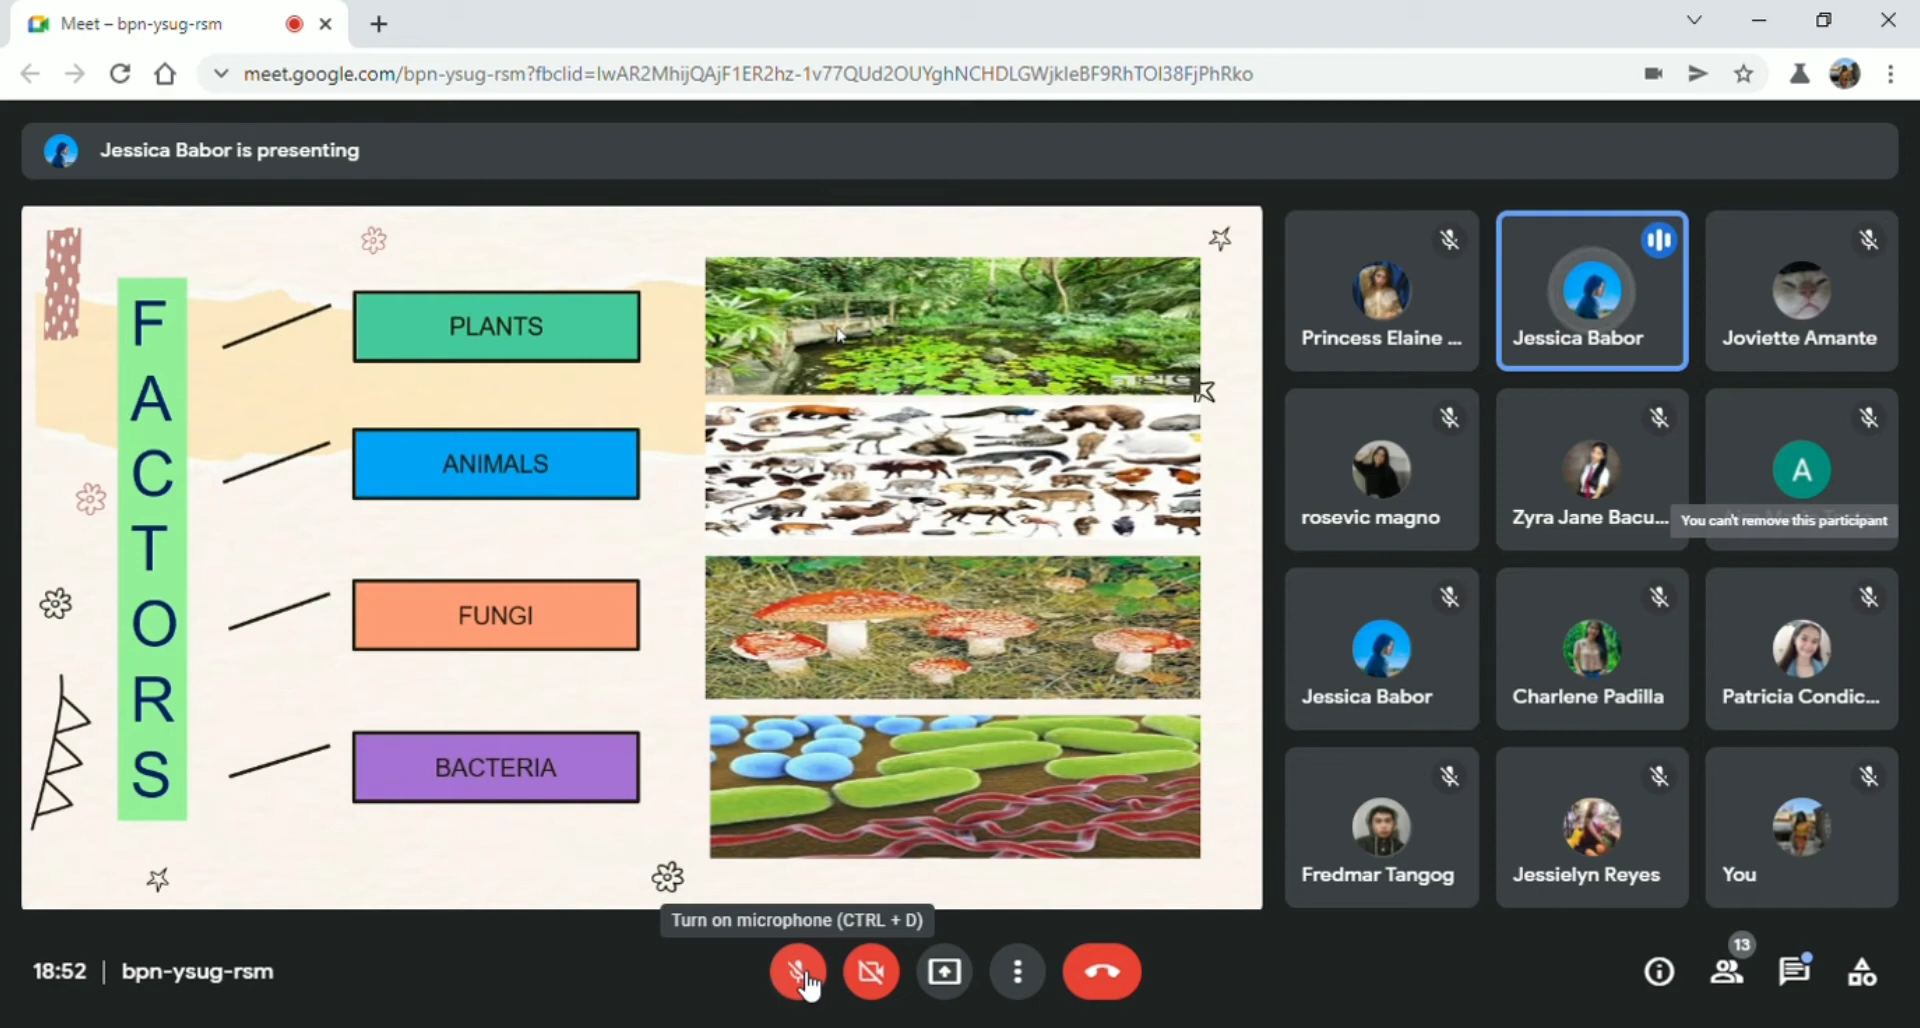 Meet – bpn-ysug-rsm
meet.google.com/bpn-ysug-rsm?fbclid=IwAR2MhijQAjF1ER2hz-1v77QUd2OUYghNCHDLGWjkIeBF9RhTOI38FjPhRko
Jessica Babor is presenting
FACTORS
PLANTS
ANIMALS
FUNGI
BACTERIA
Princess Elaine ...
Jessica Babor
Joviette Amante
rosevic magno
Zyra Jane Bacu...
A
You can't remove this participant
Jessica Babor
Charlene Padilla
Patricia Condic...
Fredmar Tangog
Jessielyn Reyes
You
Turn on microphone (CTRL + D)
18:52 | bpn-ysug-rsm
13